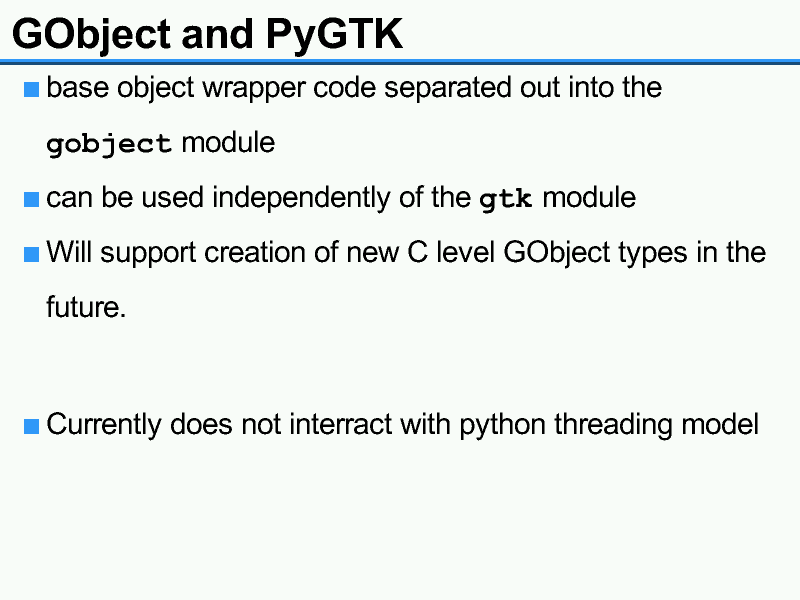 GObject and PyGTK
base object wrapper code separated out into the
gobject module
can be used independently of the gtk module
Will support creation of new C level GObject types in the
future.
Currently does not interract with python threading model